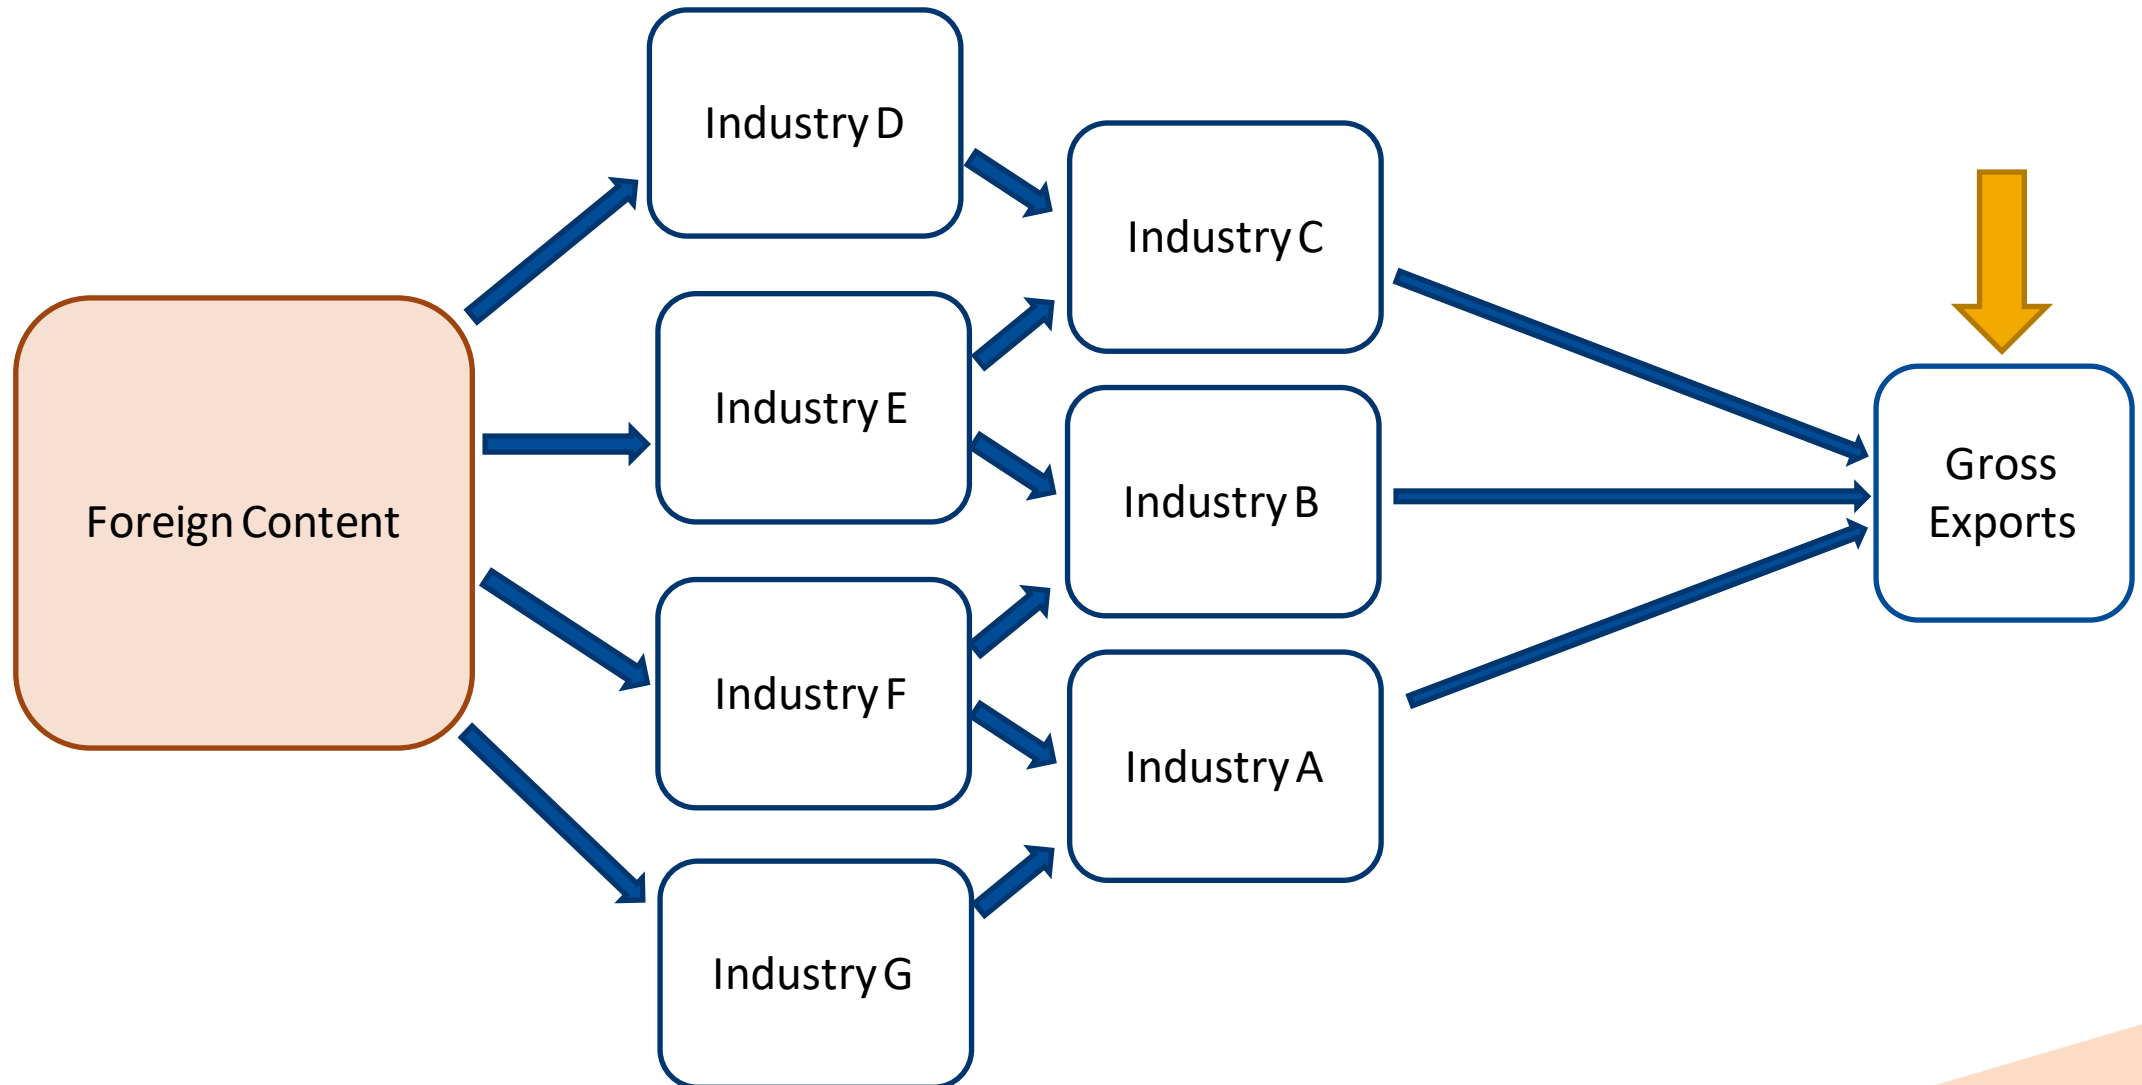 Industry D
Industry C
Industry E
Gross
Exports
Industry B
Foreign Content
Industry F
Industry A
Industry G